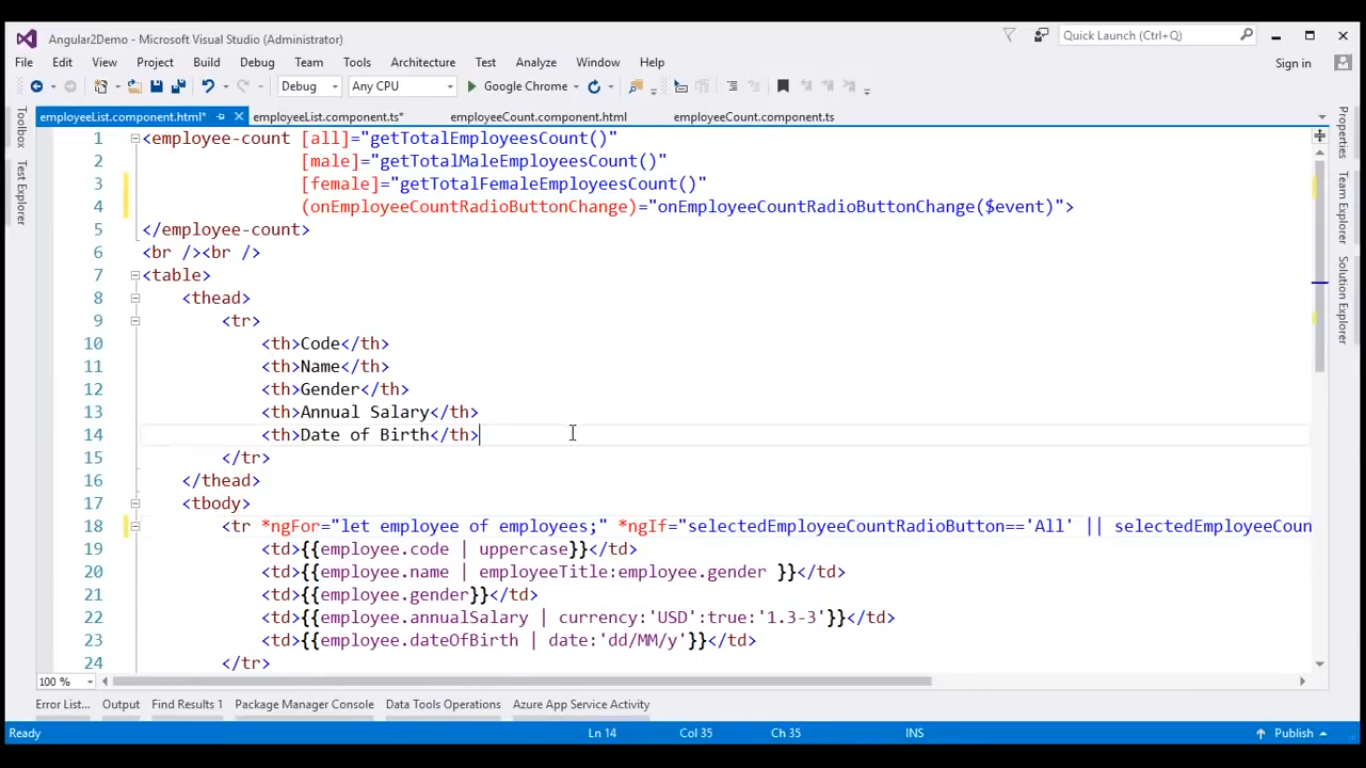 Angular2Demo - Microsoft Visual Studio (Administrator)
Quick Launch (Ctrl+Q)
File Edit View Project Build Debug Team Tools Architecture Test Analyze Window Help
Sign in
Debug Any CPU Google Chrome
employeeList.component.html* employeeList.component.ts* employeeCount.component.html employeeCount.component.ts
Toolbox
Test Explorer
Properties
Team Explorer
Solution Explorer
1 <employee-count [all]="getTotalEmployeesCount()"
2 [male]="getTotalMaleEmployeesCount()"
3 [female]="getTotalFemaleEmployeesCount()"
4 (onEmployeeCountRadioButtonChange)="onEmployeeCountRadioButtonChange($event)">
5 </employee-count>
6 <br /><br />
7 <table>
8 <thead>
9 <tr>
10 <th>Code</th>
11 <th>Name</th>
12 <th>Gender</th>
13 <th>Annual Salary</th>
14 <th>Date of Birth</th>
15 </tr>
16 </thead>
17 <tbody>
18 <tr *ngFor="let employee of employees;" *ngIf="selectedEmployeeCountRadioButton=='All' || selectedEmployeeCoun
19 <td>{{employee.code | uppercase}}</td>
20 <td>{{employee.name | employeeTitle:employee.gender }}</td>
21 <td>{{employee.gender}}</td>
22 <td>{{employee.annualSalary | currency:'USD':true:'1.3-3'}}</td>
23 <td>{{employee.dateOfBirth | date:'dd/MM/y'}}</td>
24 </tr>
100 %
Error List... Output Find Results 1 Package Manager Console Data Tools Operations Azure App Service Activity
Ready Ln 14 Col 35 Ch 35 INS Publish